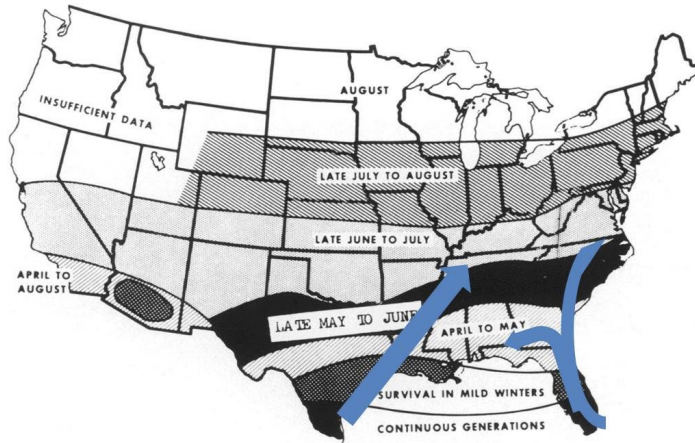 AUGUST
INSUFFICIENT DATA
LATE JULY TO AUGUST
LATE JUNE TO JULY
APRIL TO
AUGUST
LATE MAY TO JUNE
APRIL TO MAY
SURVIVAL IN MILD WINTERS
CONTINUOUS GENERATIONS